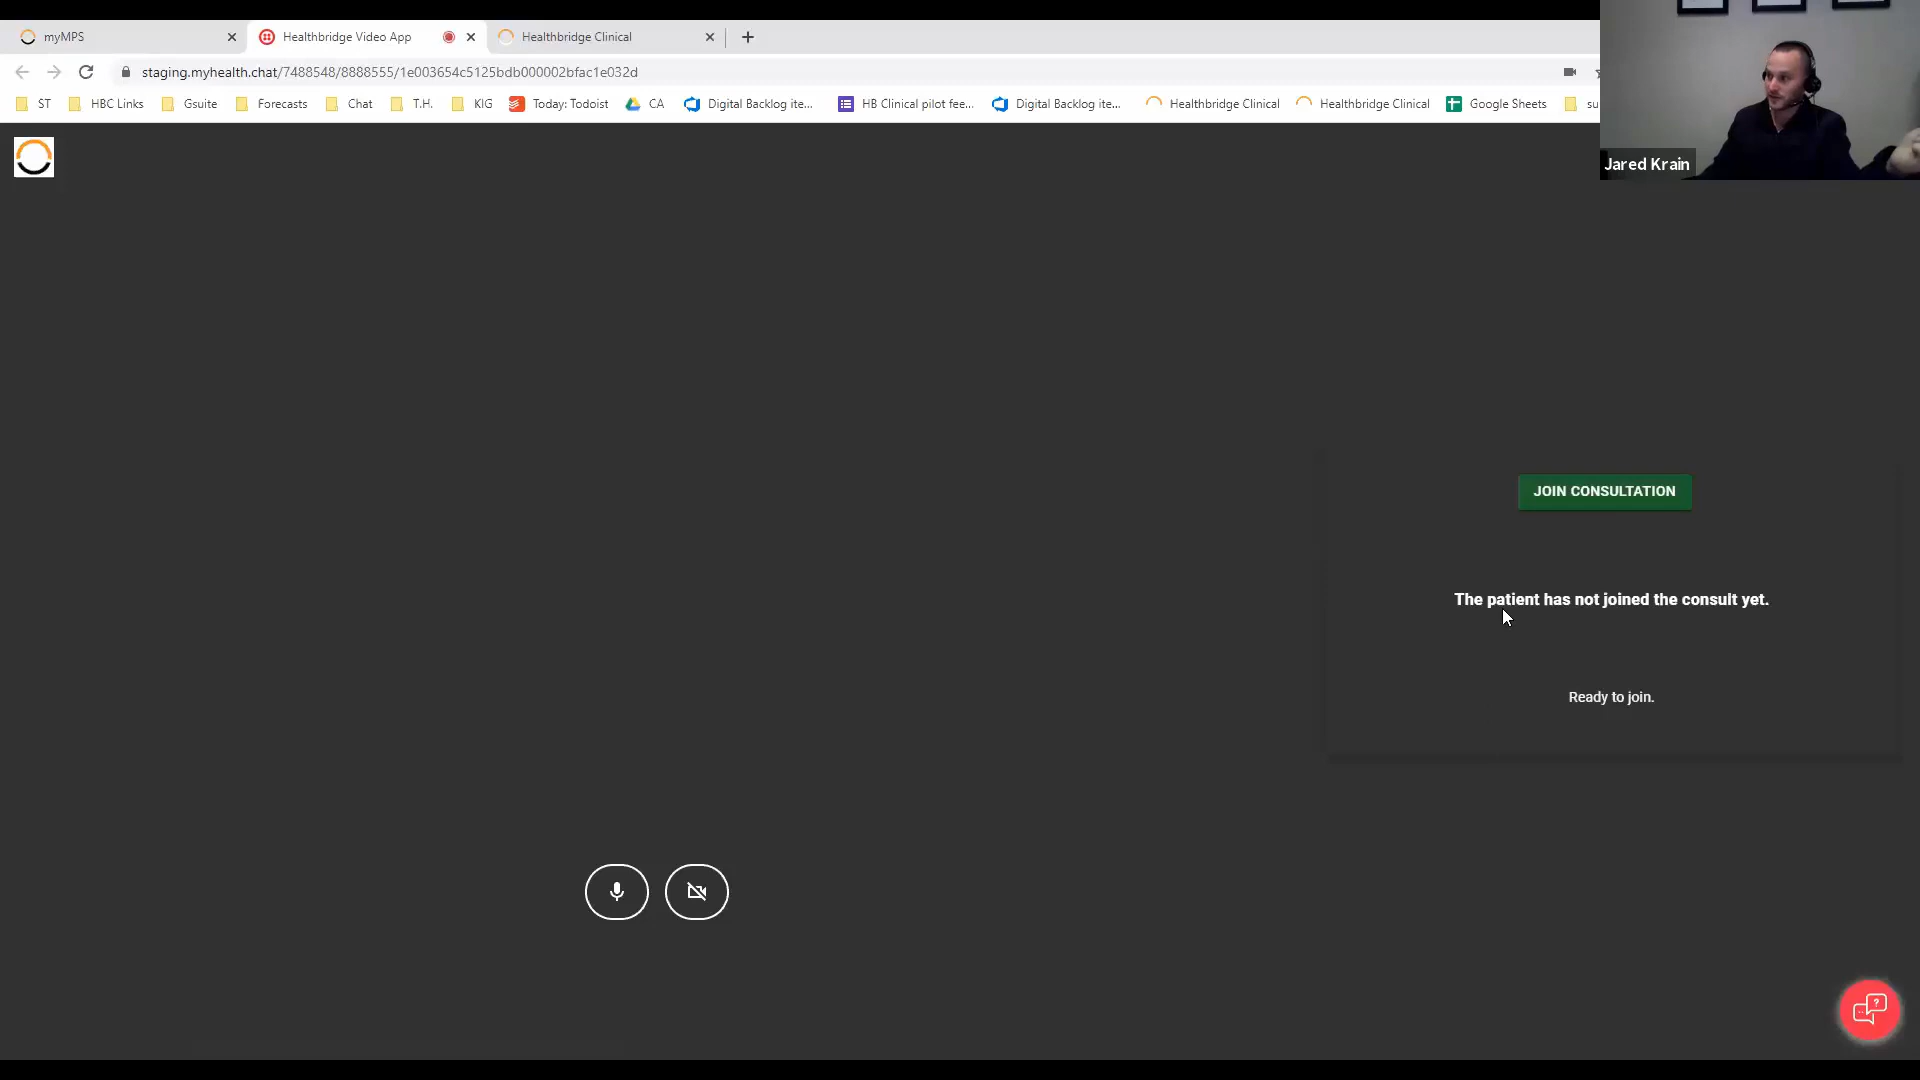 myMPS
Healthbridge Video App
Healthbridge Clinical
staging.myhealth.chat/7488548/8888555/1e003654c5125bdb000002bfac1e032d
ST HBC Links Gsuite Forecasts Chat T.H. KIG Today: Todoist CA Digital Backlog ite... HB Clinical pilot fee... Digital Backlog ite... Healthbridge Clinical Healthbridge Clinical Google Sheets su
Jared Krain
JOIN CONSULTATION
The patient has not joined the consult yet.
Ready to join.